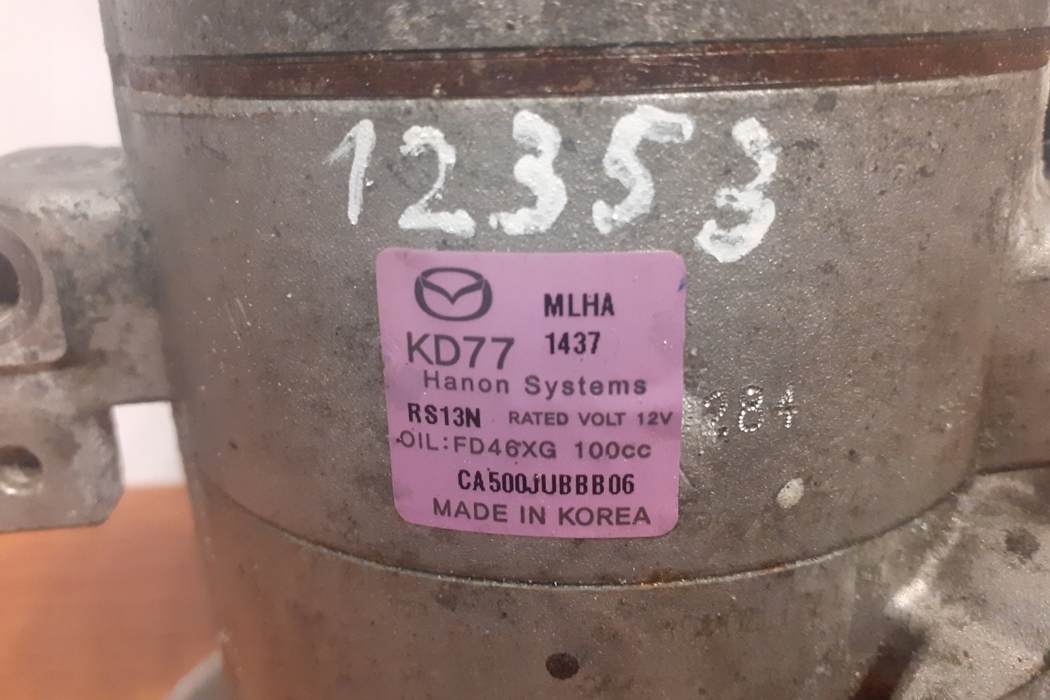 12353
MLHA
KD77 1437
Hanon Systems
RS13N RATED VOLT 12V
OIL:FD46XG 100cc
CA500JUBBB06
MADE IN KOREA
284